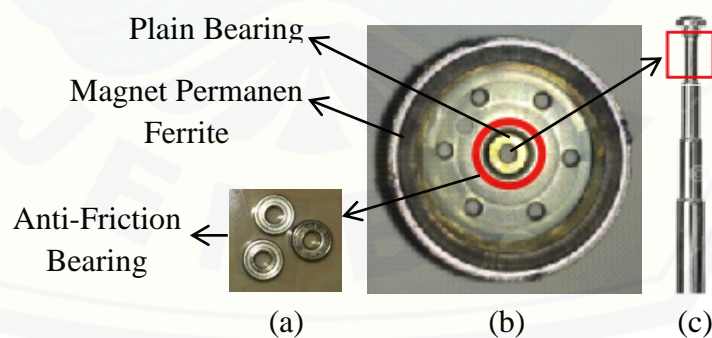 Plain Bearing
Magnet Permanen
Ferrite
Anti-Friction
Bearing
(a)
(b)
(c)